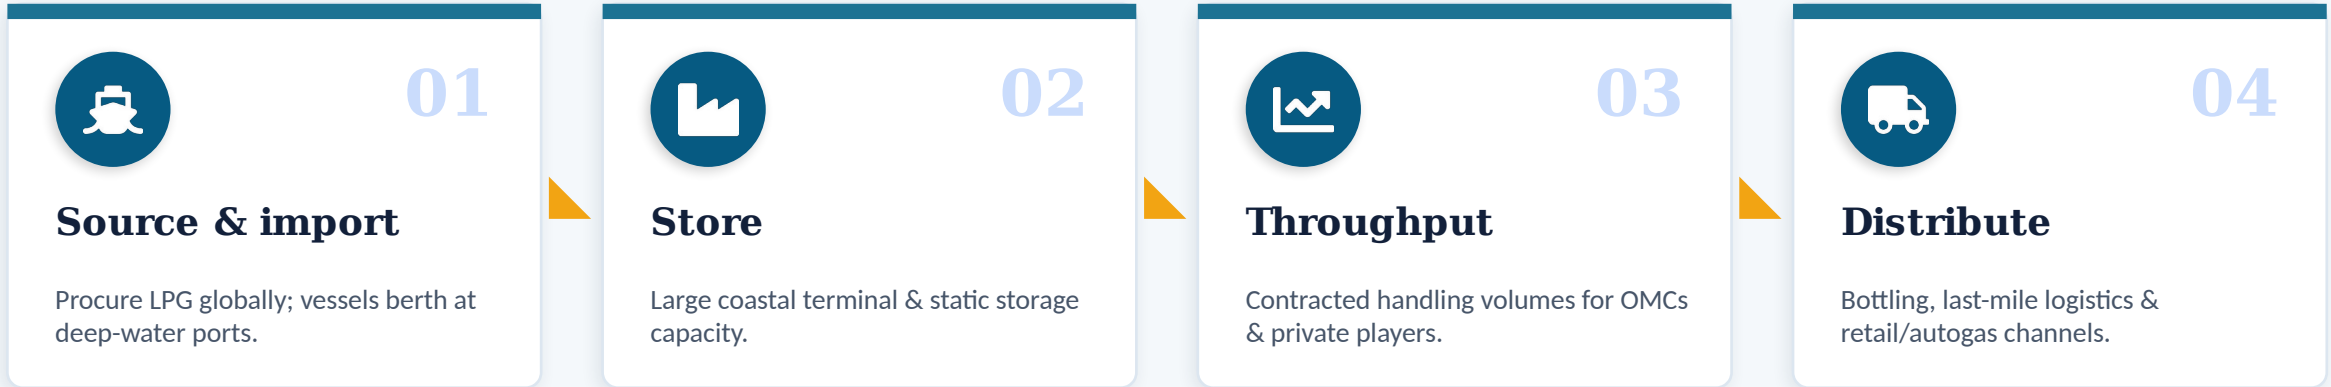 01
Source & import
Procure LPG globally; vessels berth at
deep-water ports.
02
Store
Large coastal terminal & static storage
capacity.
03
Throughput
Contracted handling volumes for OMCs
& private players.
04
Distribute
Bottling, last-mile logistics &
retail/autogas channels.